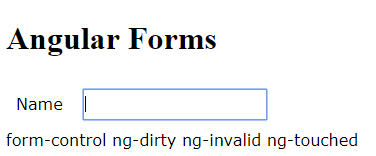 Angular Forms
Name
form-control ng-dirty ng-invalid ng-touched